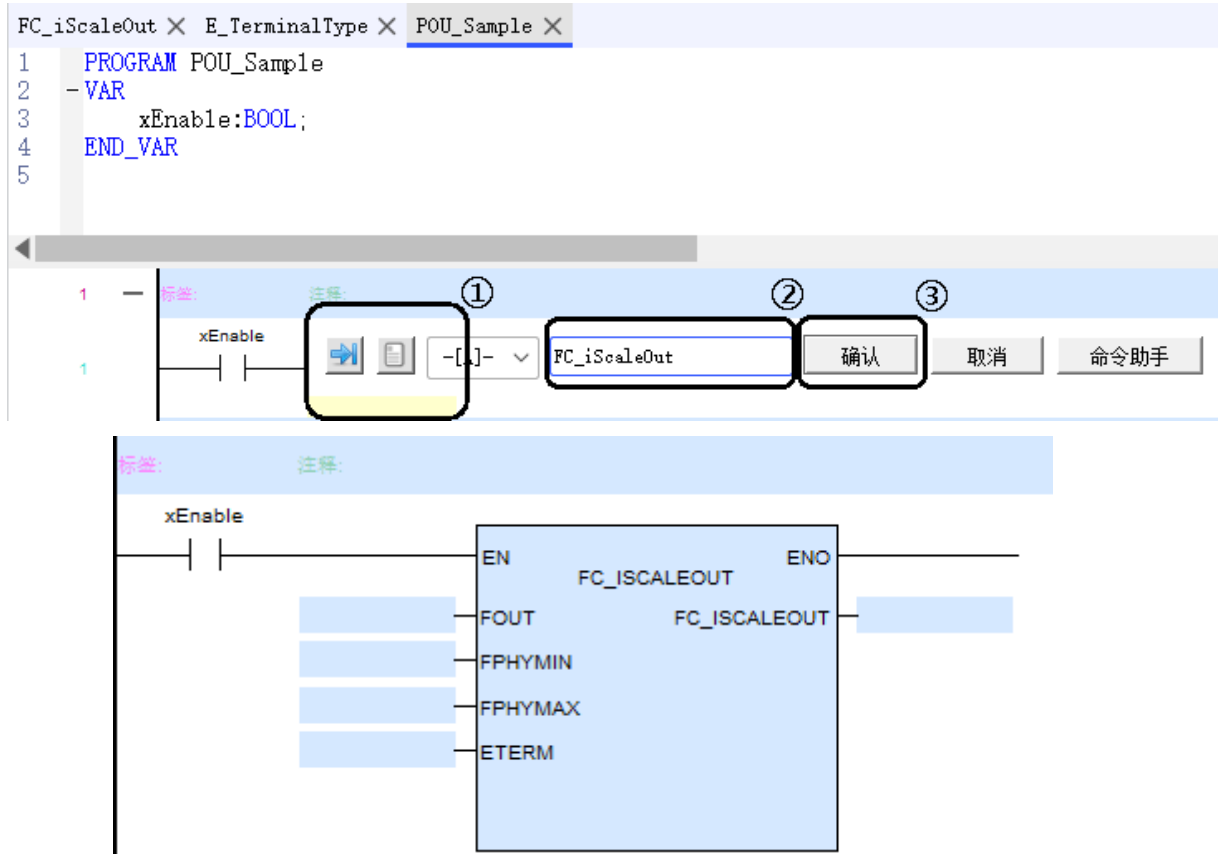 FC_iScaleOut E_TerminalType POU_Sample
1 PROGRAM POU_Sample
2 VAR
3 xEnable:BOOL;
4 END_VAR
5
① ② ③
1 标签: 注释:
xEnable
1 FC_iScaleOut 确认 取消 命令助手
标签: 注释:
xEnable
EN ENO
FC_ISCALEOUT
FOUT FC_ISCALEOUT
FPHYMIN
FPHYMAX
ETERM